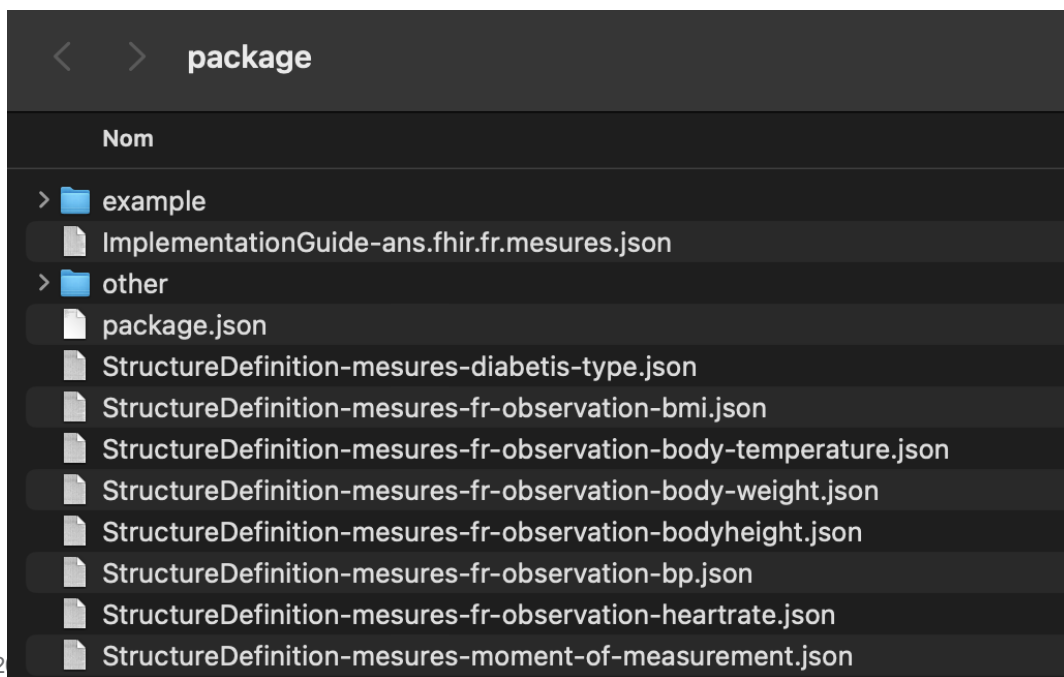 package
Nom
example
ImplementationGuide-ans.fhir.fr.mesures.json
other
package.json
StructureDefinition-mesures-diabetis-type.json
StructureDefinition-mesures-fr-observation-bmi.json
StructureDefinition-mesures-fr-observation-body-temperature.json
StructureDefinition-mesures-fr-observation-body-weight.json
StructureDefinition-mesures-fr-observation-bodyheight.json
StructureDefinition-mesures-fr-observation-bp.json
StructureDefinition-mesures-fr-observation-heartrate.json
StructureDefinition-mesures-moment-of-measurement.json